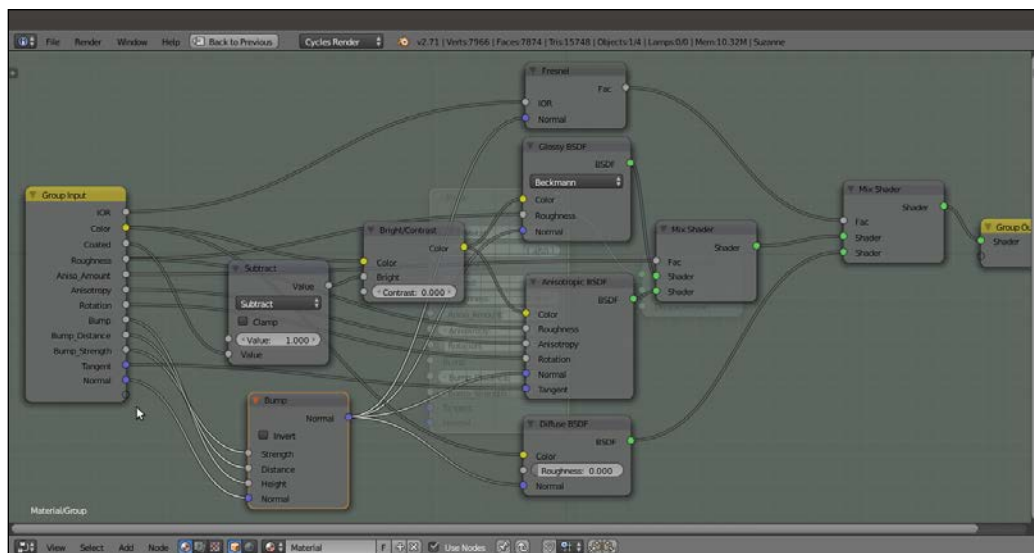 File Render Window Help Back to Previous Cycles Render v2.71 | Verts:7966 | Faces:7874 | Tris:15748 | Objects:1/4 | Lamps:0/0 | Mem:10.32M | Suzanne
Group Input
IOR
Color
Coated
Roughness
Aniso_Amount
Anisotropy
Rotation
Bump
Bump_Distance
Bump_Strength
Tangent
Normal
Subtract
Value
Subtract
Clamp
Value: 1.000
Value
Bump
Normal
Invert
Strength
Distance
Height
Normal
Bright/Contrast
Color
Color
Bright
Contrast: 0.000
Fresnel
Fac
IOR
Normal
Glossy BSDF
BSDF
Beckmann
Color
Roughness
Normal
Anisotropic BSDF
BSDF
Color
Roughness
Anisotropy
Rotation
Normal
Tangent
Diffuse BSDF
BSDF
Color
Roughness: 0.000
Normal
Mix Shader
Shader
Fac
Shader
Shader
Mix Shader
Shader
Fac
Shader
Shader
Group Ou
Shader
Material/Group
View Select Add Node Material F Use Nodes